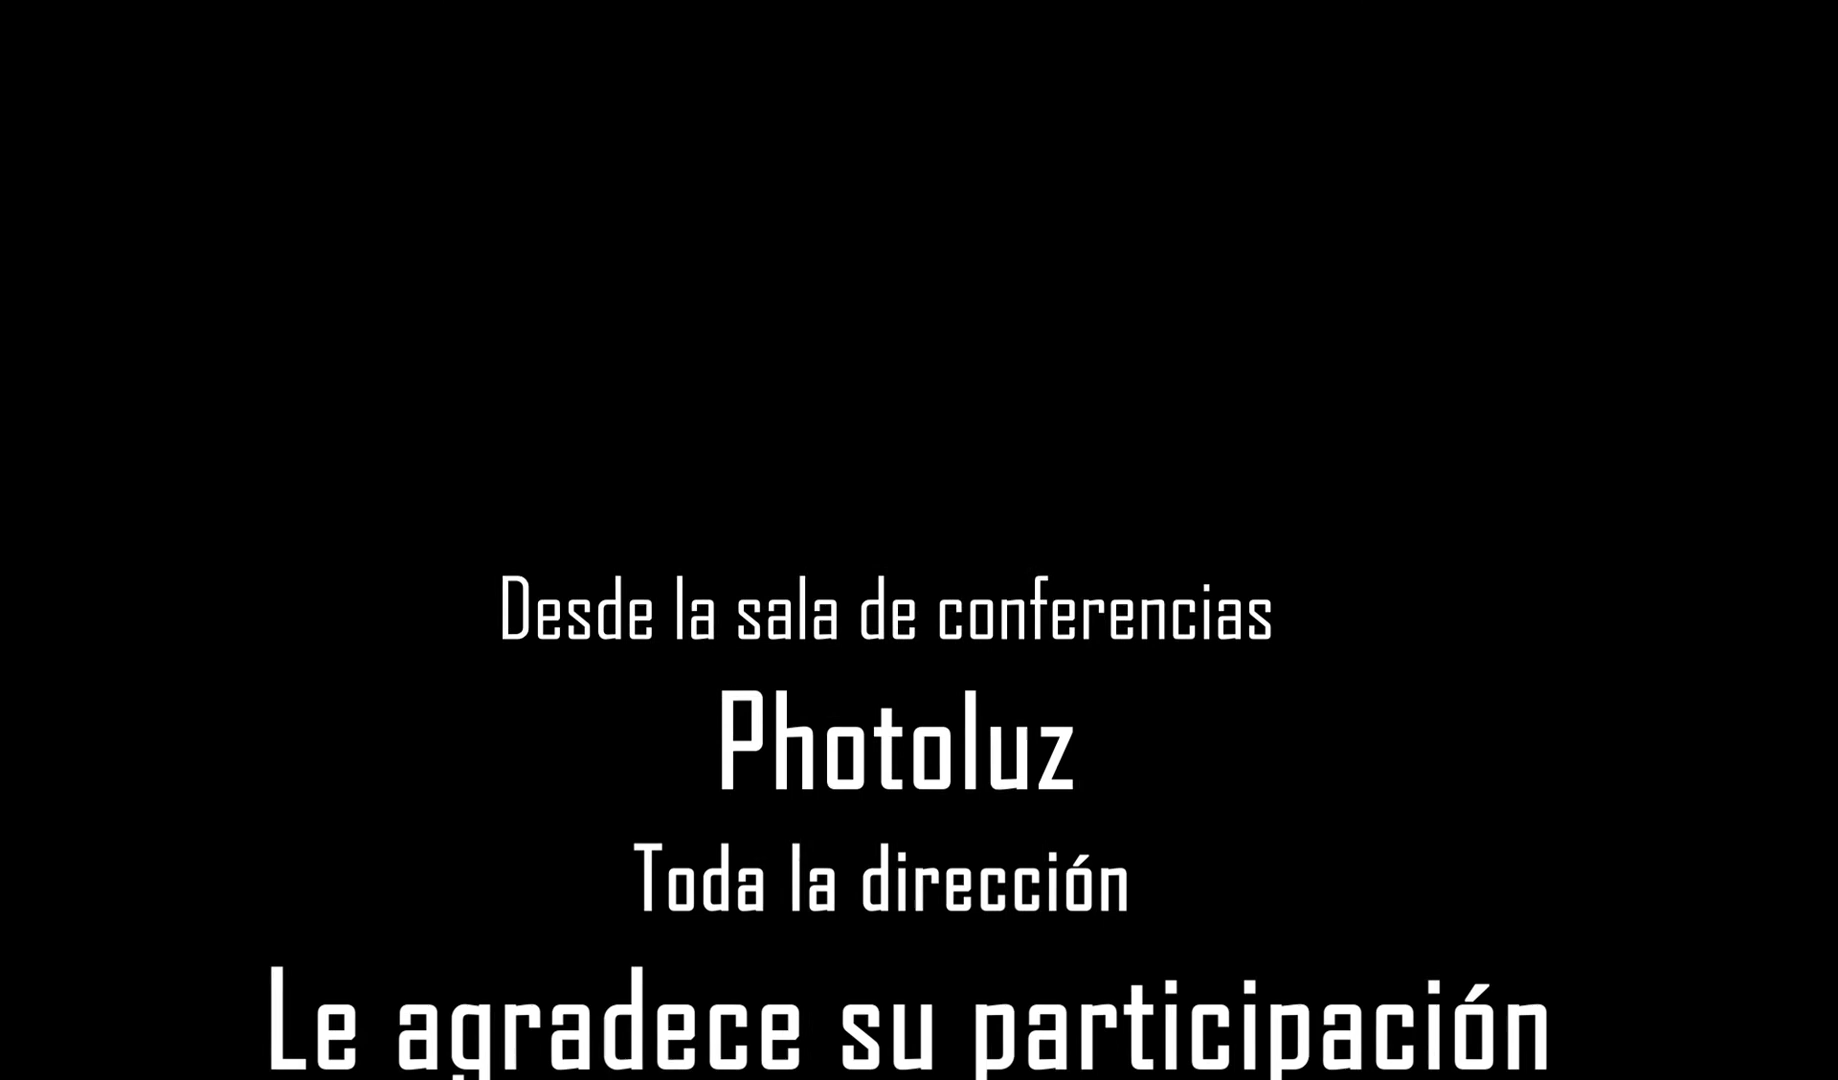 Desde la sala de conferencias
Photoluz
Toda la dirección
Le agradece su participación